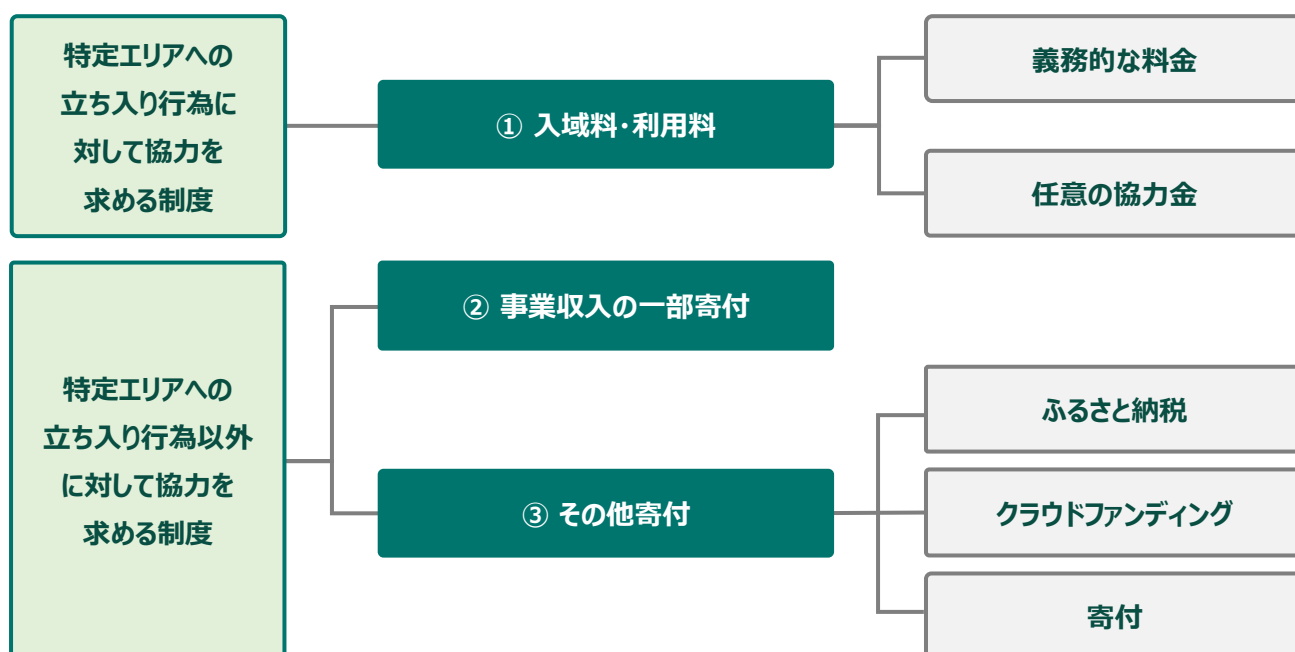 特定エリアへの
立ち入り行為に
対して協力を
求める制度
① 入域料・利用料
義務的な料金
任意の協力金
特定エリアへの
立ち入り行為以外
に対して協力を
求める制度
② 事業収入の一部寄付
③ その他寄付
ふるさと納税
クラウドファンディング
寄付